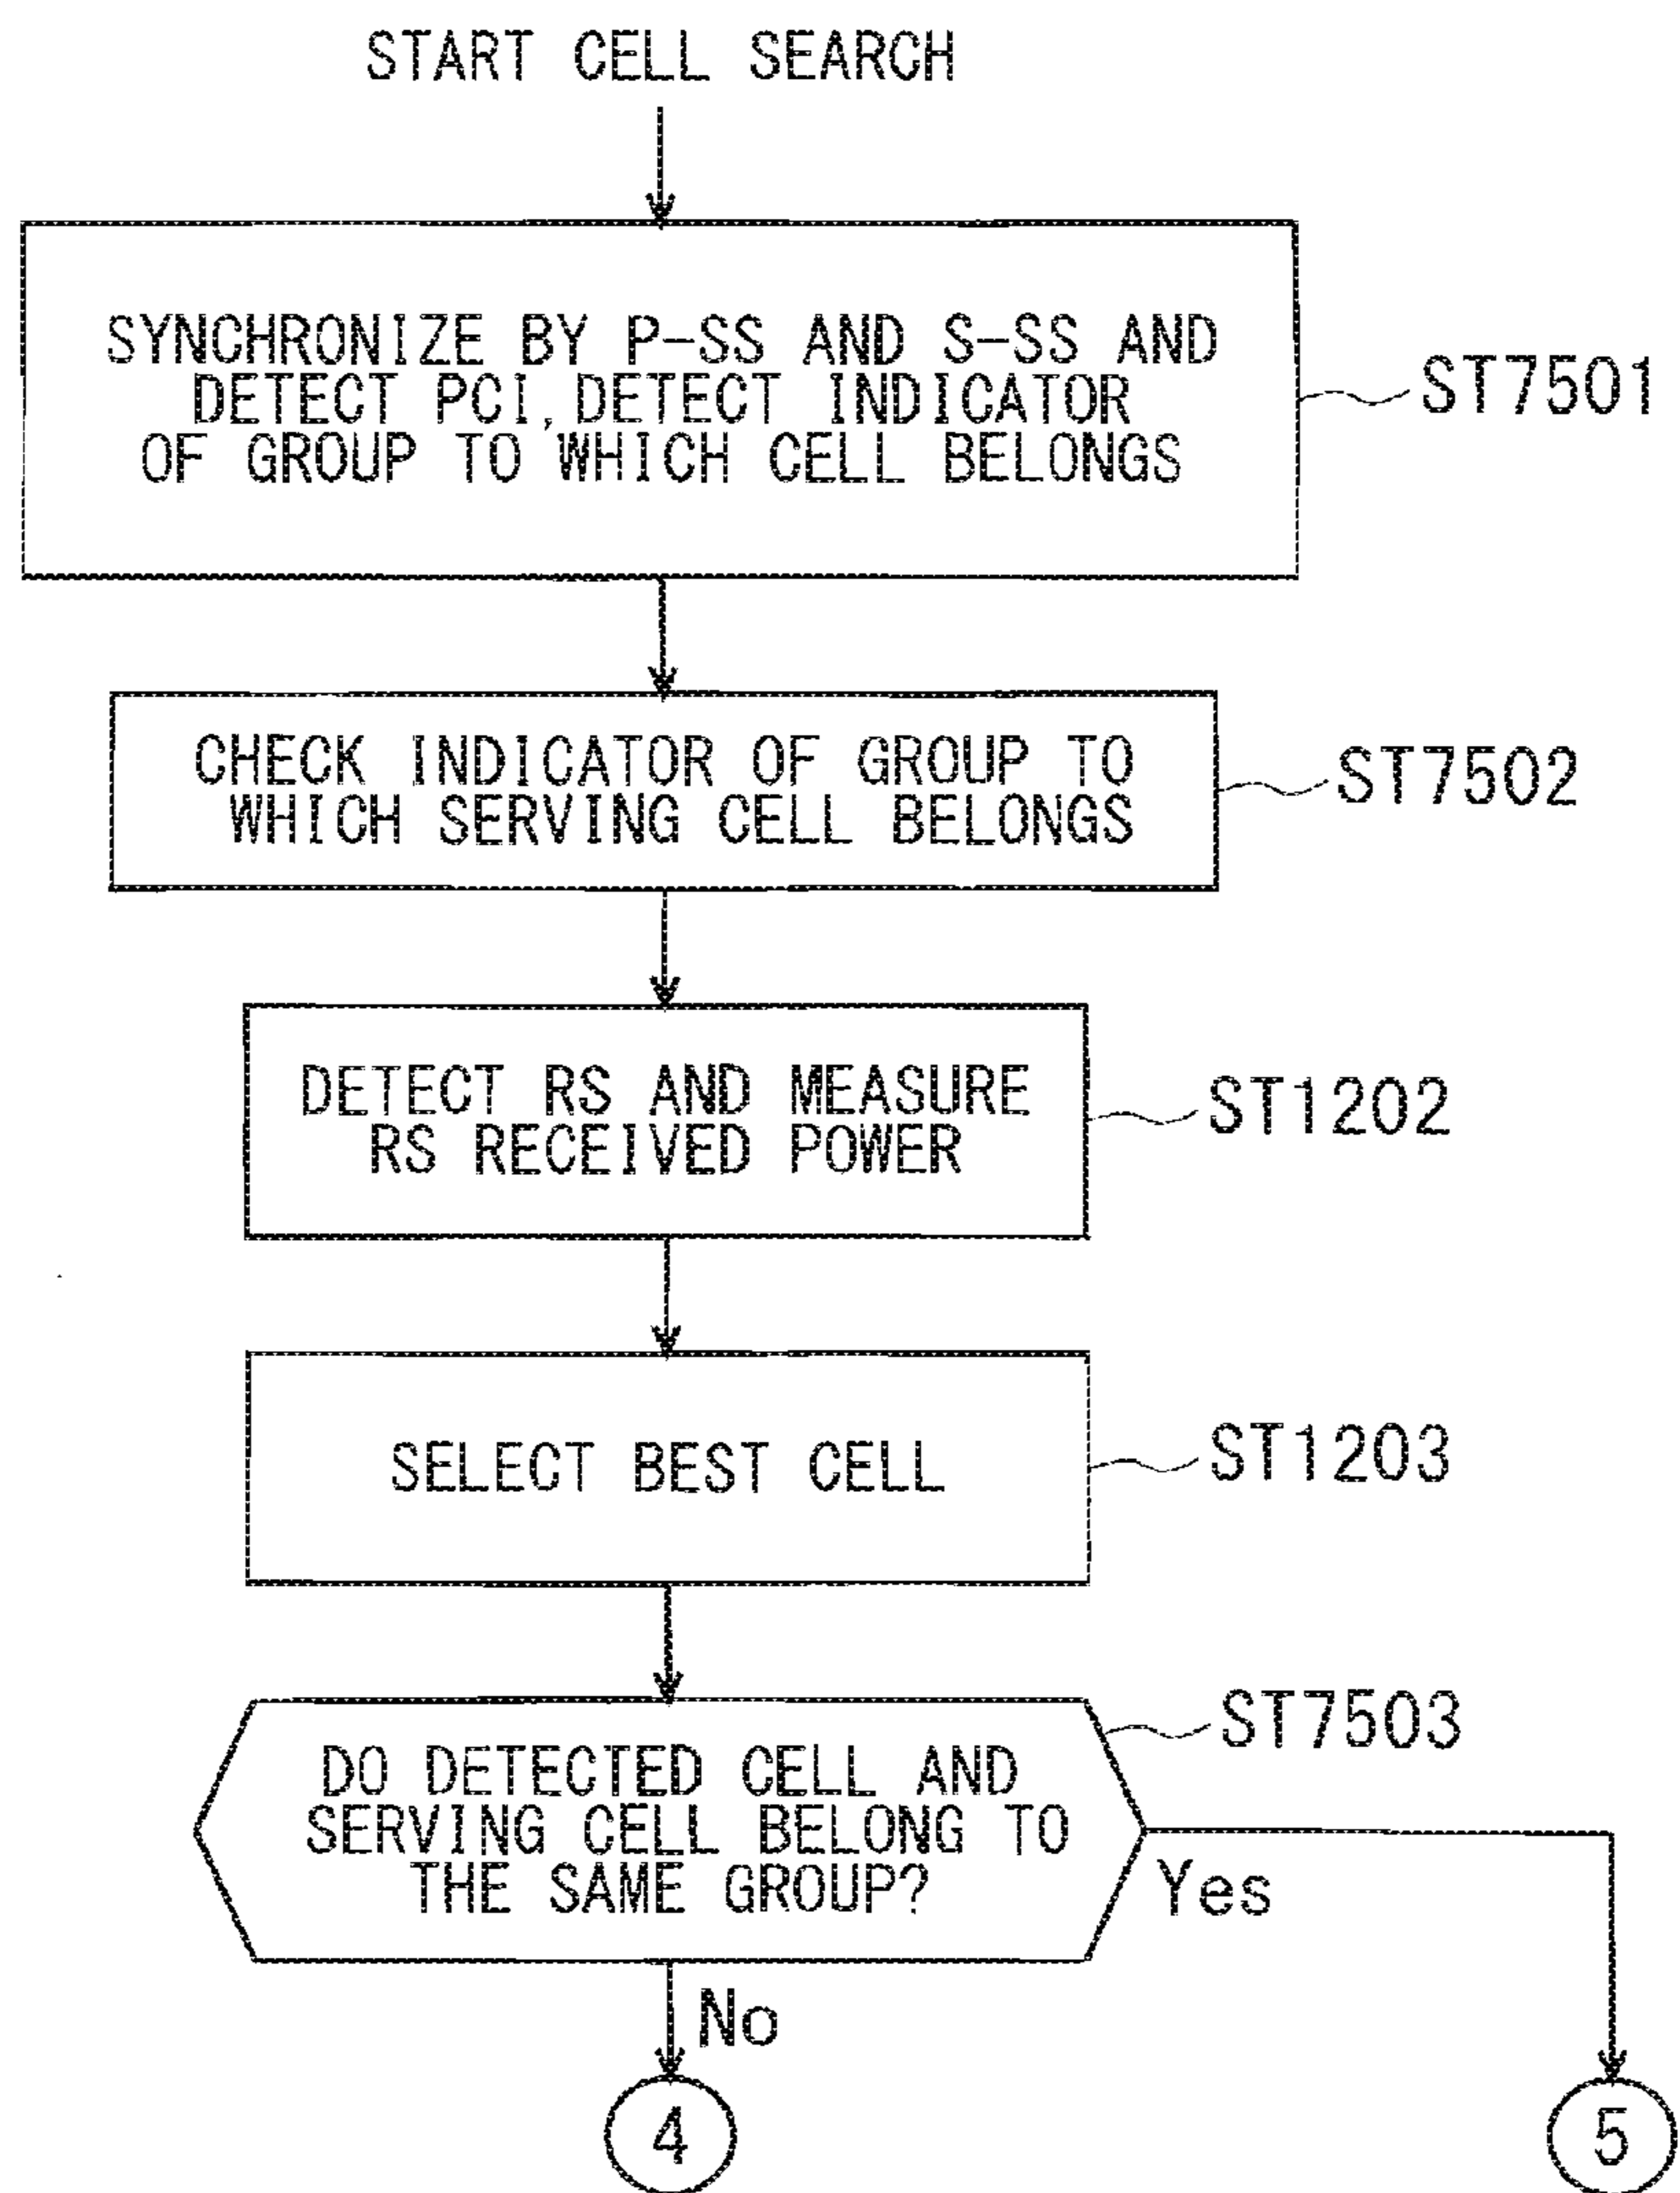 START CELL SEARCH
SYNCHRONIZE BY P-SS AND S-SS AND
DETECT PCI, DETECT INDICATOR
OF GROUP TO WHICH CELL BELONGS
ST7501
CHECK INDICATOR OF GROUP TO
WHICH SERVING CELL BELONGS
ST7502
DETECT RS AND MEASURE
RS RECEIVED POWER
ST1202
SELECT BEST CELL
ST1203
DO DETECTED CELL AND
SERVING CELL BELONG TO
THE SAME GROUP?
ST7503
Yes
No
4
5